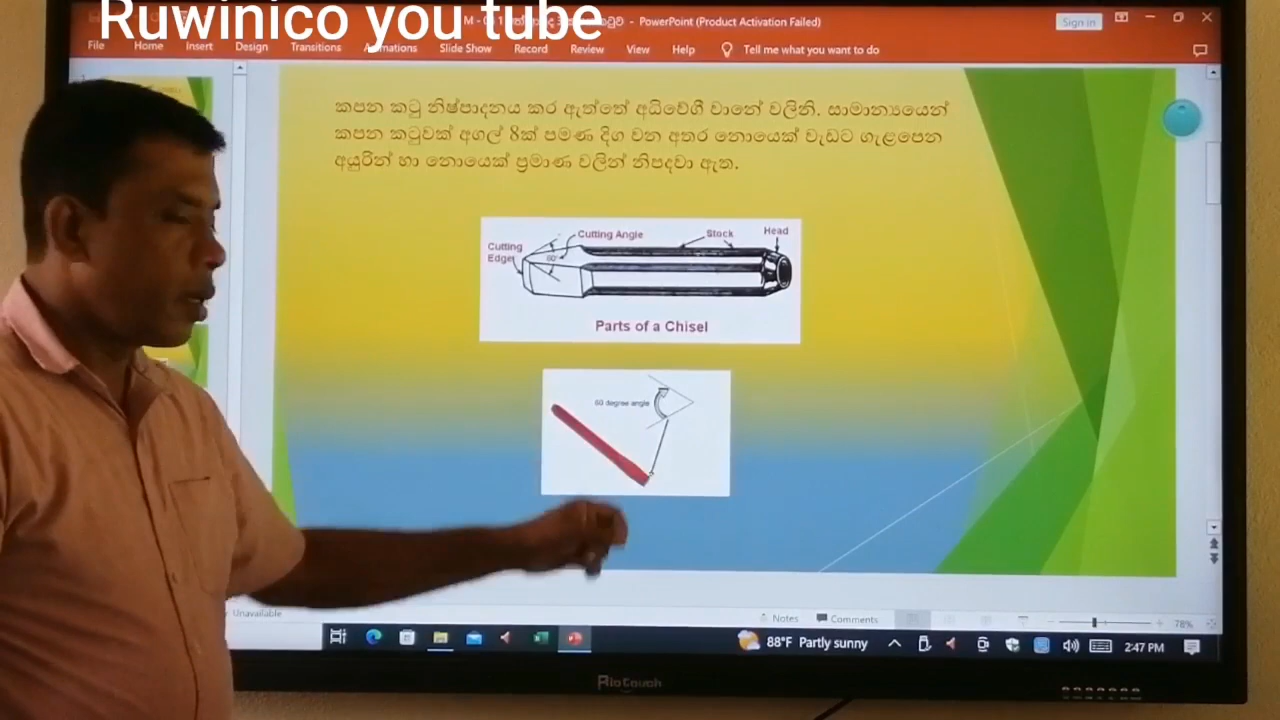 Ruwinico you tube
PowerPoint (Product Activation Failed)
Sign in
File Home Insert Design Transitions Animations Slide Show Record Review View Help Tell me what you want to do
කපන කටු නිෂ්පාදනය කර ඇත්තේ අධිවේගී වානේ වලිනි. සාමාන්‍යයෙන්
කපන කටුවක් අගල් 8ක් පමණ දිග වන අතර නොයෙක් වැඩට ගැළපෙන
අයුරින් හා නොයෙක් ප්‍රමාණ වලින් නිපදවා ඇත.
Cutting Edge
Cutting Angle
Stock
Head
60°
Parts of a Chisel
60 degree angle
Unavailable
Notes Comments 78%
88°F Partly sunny 2:47 PM
Riotouch